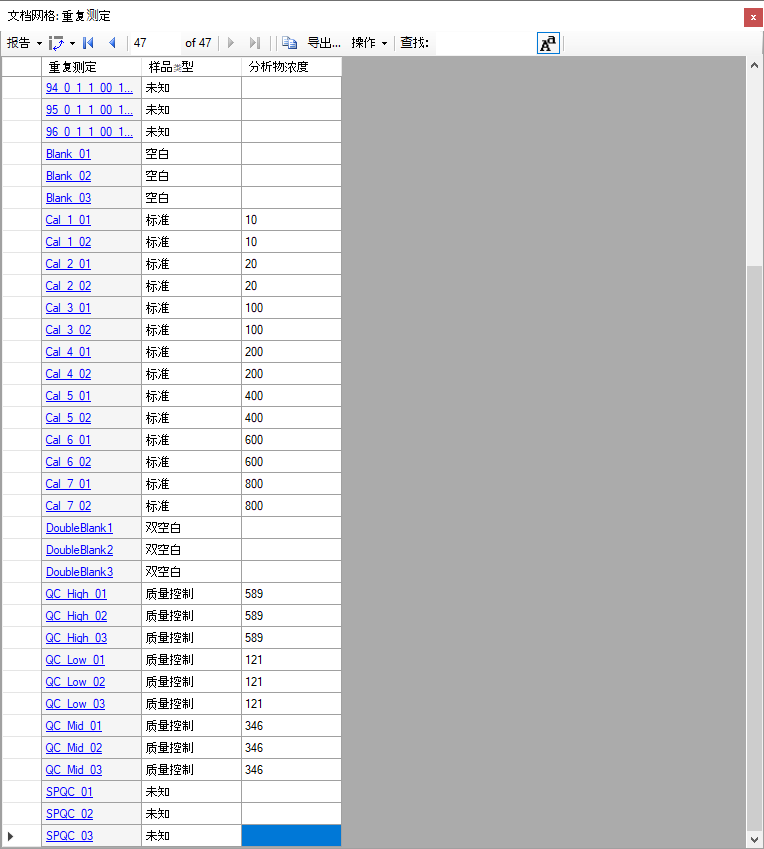 文档网格: 重复测定
x
报告 47 of 47 导出... 操作 查找: Aa
重复测定 样品类型 分析物浓度
94_0_1_1_00_1... 未知
95_0_1_1_00_1... 未知
96_0_1_1_00_1... 未知
Blank_01 空白
Blank_02 空白
Blank_03 空白
Cal_1_01 标准 10
Cal_1_02 标准 10
Cal_2_01 标准 20
Cal_2_02 标准 20
Cal_3_01 标准 100
Cal_3_02 标准 100
Cal_4_01 标准 200
Cal_4_02 标准 200
Cal_5_01 标准 400
Cal_5_02 标准 400
Cal_6_01 标准 600
Cal_6_02 标准 600
Cal_7_01 标准 800
Cal_7_02 标准 800
DoubleBlank1 双空白
DoubleBlank2 双空白
DoubleBlank3 双空白
QC_High_01 质量控制 589
QC_High_02 质量控制 589
QC_High_03 质量控制 589
QC_Low_01 质量控制 121
QC_Low_02 质量控制 121
QC_Low_03 质量控制 121
QC_Mid_01 质量控制 346
QC_Mid_02 质量控制 346
QC_Mid_03 质量控制 346
SPQC_01 未知
SPQC_02 未知
SPQC_03 未知